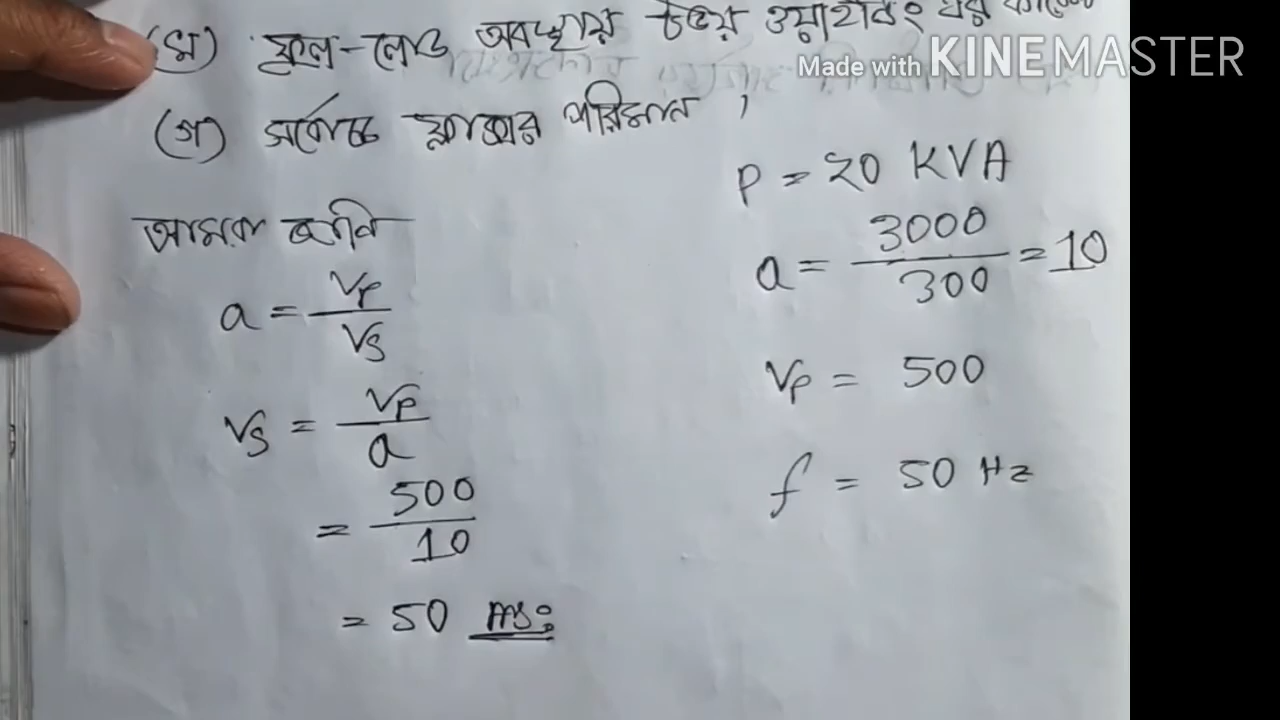 (খ) ফুল-লোড অবস্থায় উভয় ওয়াইন্ডিং এর
Made with KINEMASTER
(গ) সর্বোচ্চ ফ্লাক্সের পরিমান ,
P = 20 KVA
a = 3000/300 = 10
Vp = 500
f = 50 Hz
আমরা জানি
a = Vp/Vs
Vs = Vp/a
= 500/10
= 50 Ans: